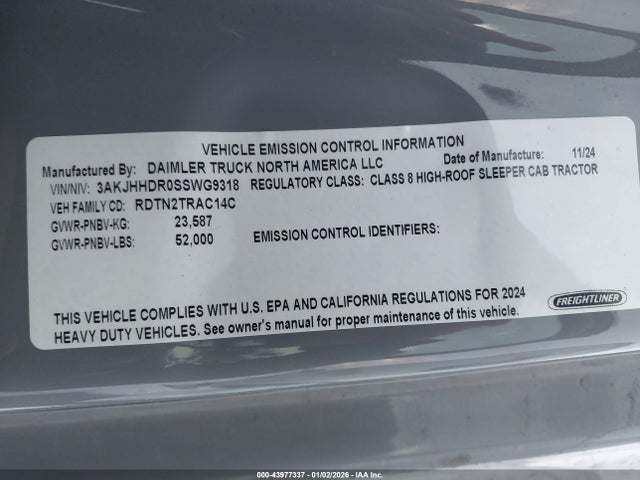 VEHICLE EMISSION CONTROL INFORMATION
Manufactured By: DAIMLER TRUCK NORTH AMERICA LLC Date of Manufacture: 11/24
VIN/NIV: 3AKJHHDR0SSWG9318 REGULATORY CLASS: CLASS 8 HIGH-ROOF SLEEPER CAB TRACTOR
VEH FAMILY CD: RDTN2TRAC14C
GVWR-PNBV-KG: 23,587
GVWR-PNBV-LBS: 52,000 EMISSION CONTROL IDENTIFIERS:
THIS VEHICLE COMPLIES WITH U.S. EPA AND CALIFORNIA REGULATIONS FOR 2024
HEAVY DUTY VEHICLES. See owner's manual for proper maintenance of this vehicle.
FREIGHTLINER
000-43977337 - 01/02/2026 - IAA Inc.